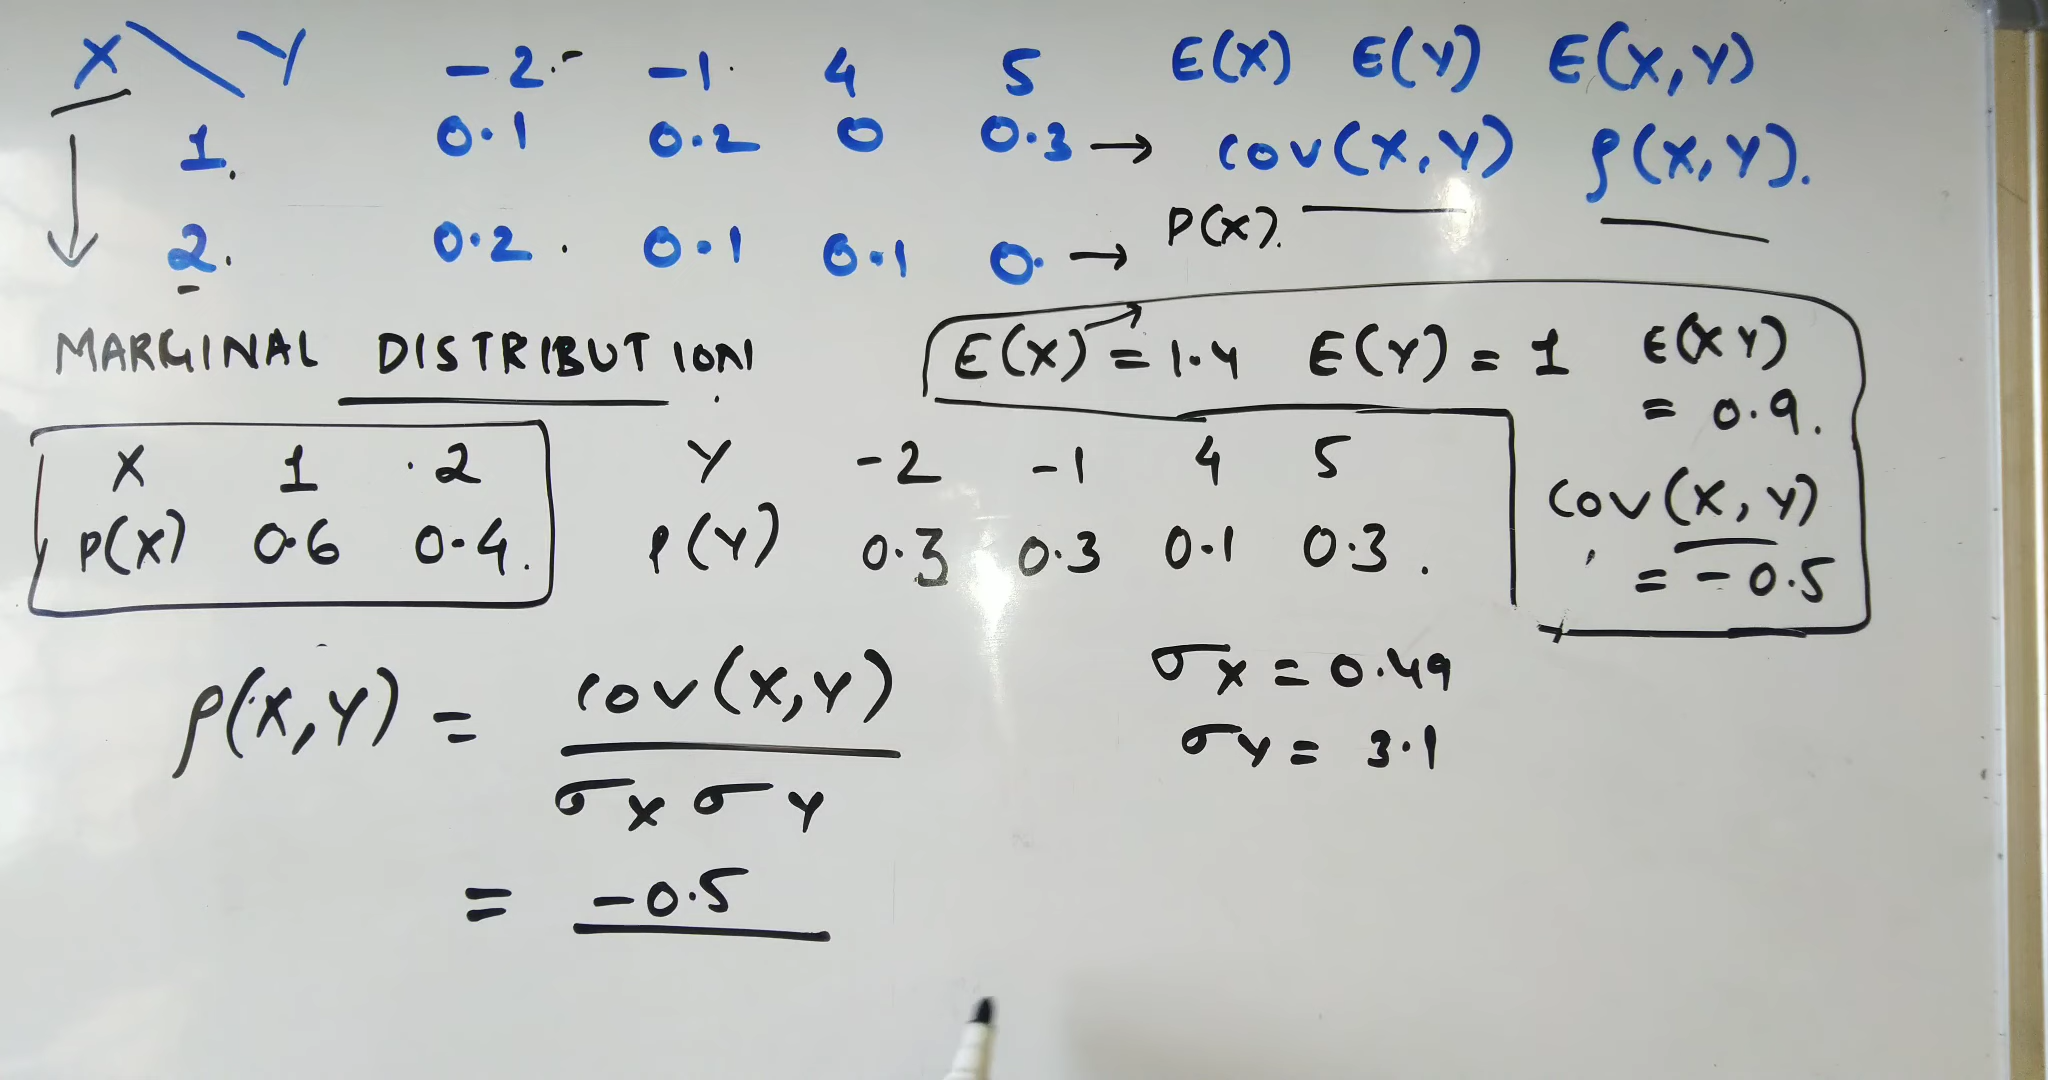 X \ Y -2 -1 4 5 E(X) E(Y) E(X,Y)
1. 0.1 0.2 0 0.3 → cov(X,Y) ρ(X,Y).
2. 0.2 0.1 0.1 0. → P(X).
MARGINAL DISTRIBUTION
E(X) = 1.4 E(Y) = 1 E(XY)
= 0.9.
cov(X,Y)
= -0.5
X 1 2
P(X) 0.6 0.4.
Y -2 -1 4 5
P(Y) 0.3 0.3 0.1 0.3.
ρ(X,Y) = cov(X,Y)
σX σY
= -0.5
σX = 0.49
σY = 3.1